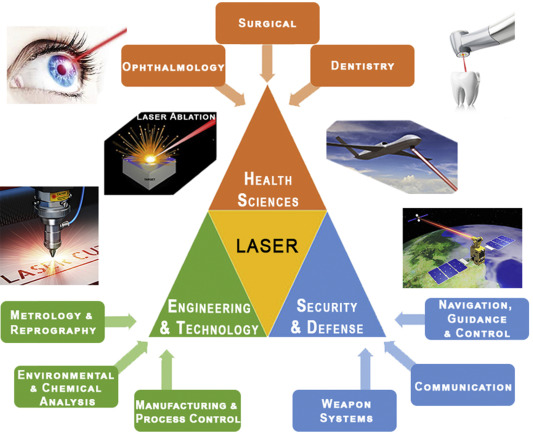 SURGICAL
OPHTHALMOLOGY
DENTISTRY
LASER ABLATION
HEALTH
SCIENCES
LASER
ENGINEERING
& TECHNOLOGY
SECURITY
& DEFENSE
METROLOGY &
REPROGRAPHY
NAVIGATION,
GUIDANCE
& CONTROL
ENVIRONMENTAL
& CHEMICAL
ANALYSIS
MANUFACTURING &
PROCESS CONTROL
WEAPON
SYSTEMS
COMMUNICATION